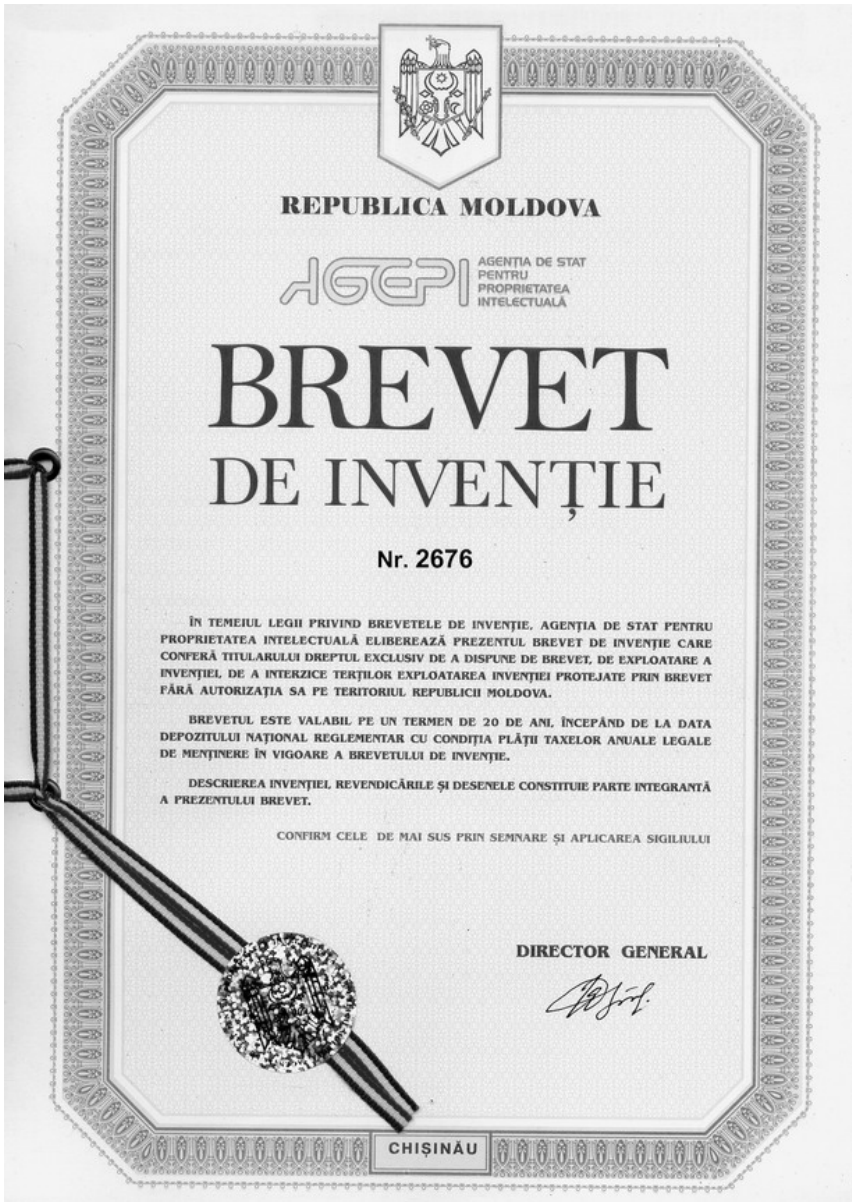 REPUBLICA MOLDOVA
AGEPI
AGENȚIA DE STAT
PENTRU
PROPRIETATEA
INTELECTUALĂ
BREVET
DE INVENȚIE
Nr. 2676
ÎN TEMEIUL LEGII PRIVIND BREVETELE DE INVENȚIE, AGENȚIA DE STAT PENTRU
PROPRIETATEA INTELECTUALĂ ELIBEREAZĂ PREZENTUL BREVET DE INVENȚIE CARE
CONFERĂ TITULARULUI DREPTUL EXCLUSIV DE A DISPUNE DE BREVET, DE EXPLOATARE A
INVENȚIEI, DE A INTERZICE TERȚILOR EXPLOATAREA INVENȚIEI PROTEJATE PRIN BREVET
FĂRĂ AUTORIZAȚIA SA PE TERITORIUL REPUBLICII MOLDOVA.
BREVETUL ESTE VALABIL PE UN TERMEN DE 20 DE ANI, ÎNCEPÂND DE LA DATA
DEPOZITULUI NAȚIONAL REGLEMENTAR CU CONDIȚIA PLĂȚII TAXELOR ANUALE LEGALE
DE MENȚINERE ÎN VIGOARE A BREVETULUI DE INVENȚIE.
DESCRIEREA INVENȚIEI, REVENDICĂRILE ȘI DESENELE CONSTITUIE PARTE INTEGRANTĂ
A PREZENTULUI BREVET.
CONFIRM CELE DE MAI SUS PRIN SEMNARE ȘI APLICAREA SIGILIULUI
DIRECTOR GENERAL
CHIȘINĂU